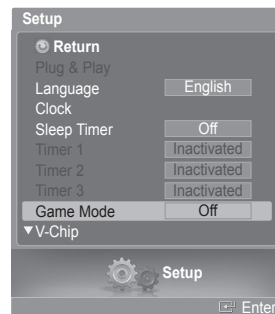 Setup
Return
Plug & Play
Language English
Clock
Sleep Timer Off
Timer 1 Inactivated
Timer 2 Inactivated
Timer 3 Inactivated
Game Mode Off
▼V-Chip
Setup
Enter